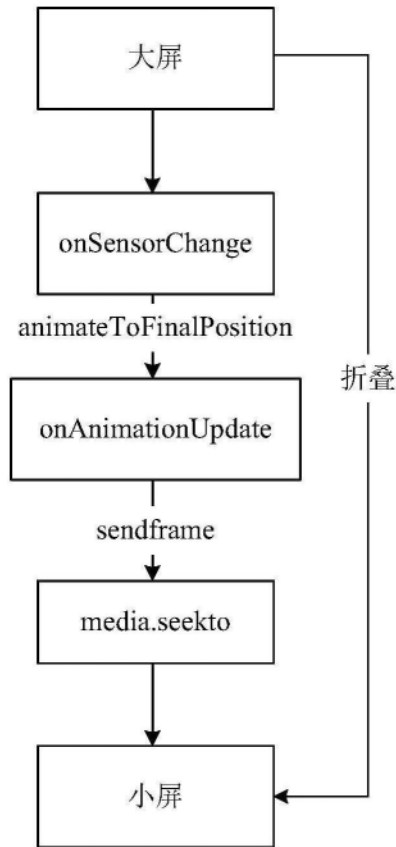 大屏
onSensorChange
animateToFinalPosition
折叠
onAnimationUpdate
sendframe
media.seekto
小屏